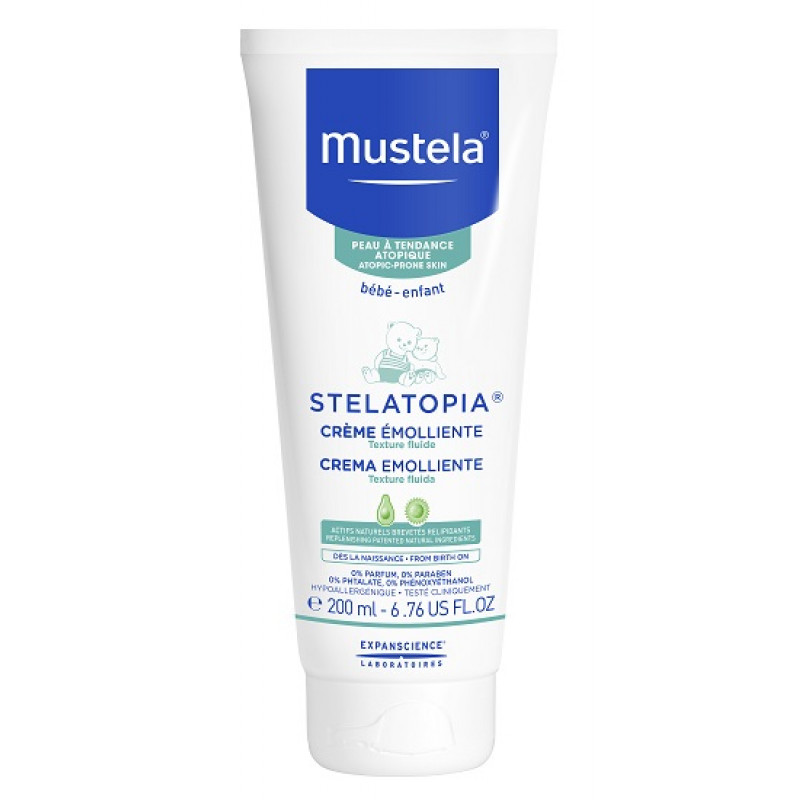 mustela®
PEAU À TENDANCE
ATOPIQUE
ATOPIC-PRONE SKIN
bébé-enfant
STELATOPIA®
CRÈME ÉMOLLIENTE
Texture fluide
CREMA EMOLLIENTE
Texture fluida
ACTIFS NATURELS BREVETÉS RELIPIDANTS
REPLENISHING PATENTED NATURAL INGREDIENTS
DÈS LA NAISSANCE • FROM BIRTH ON
0% PARFUM, 0% PARABEN
0% PHTALATE, 0% PHÉNOXYÉTHANOL
HYPOALLERGÉNIQUE • TESTÉ CLINIQUEMENT
℮ 200 ml - 6.76 US FL.OZ
EXPANSCIENCE®
LABORATOIRES